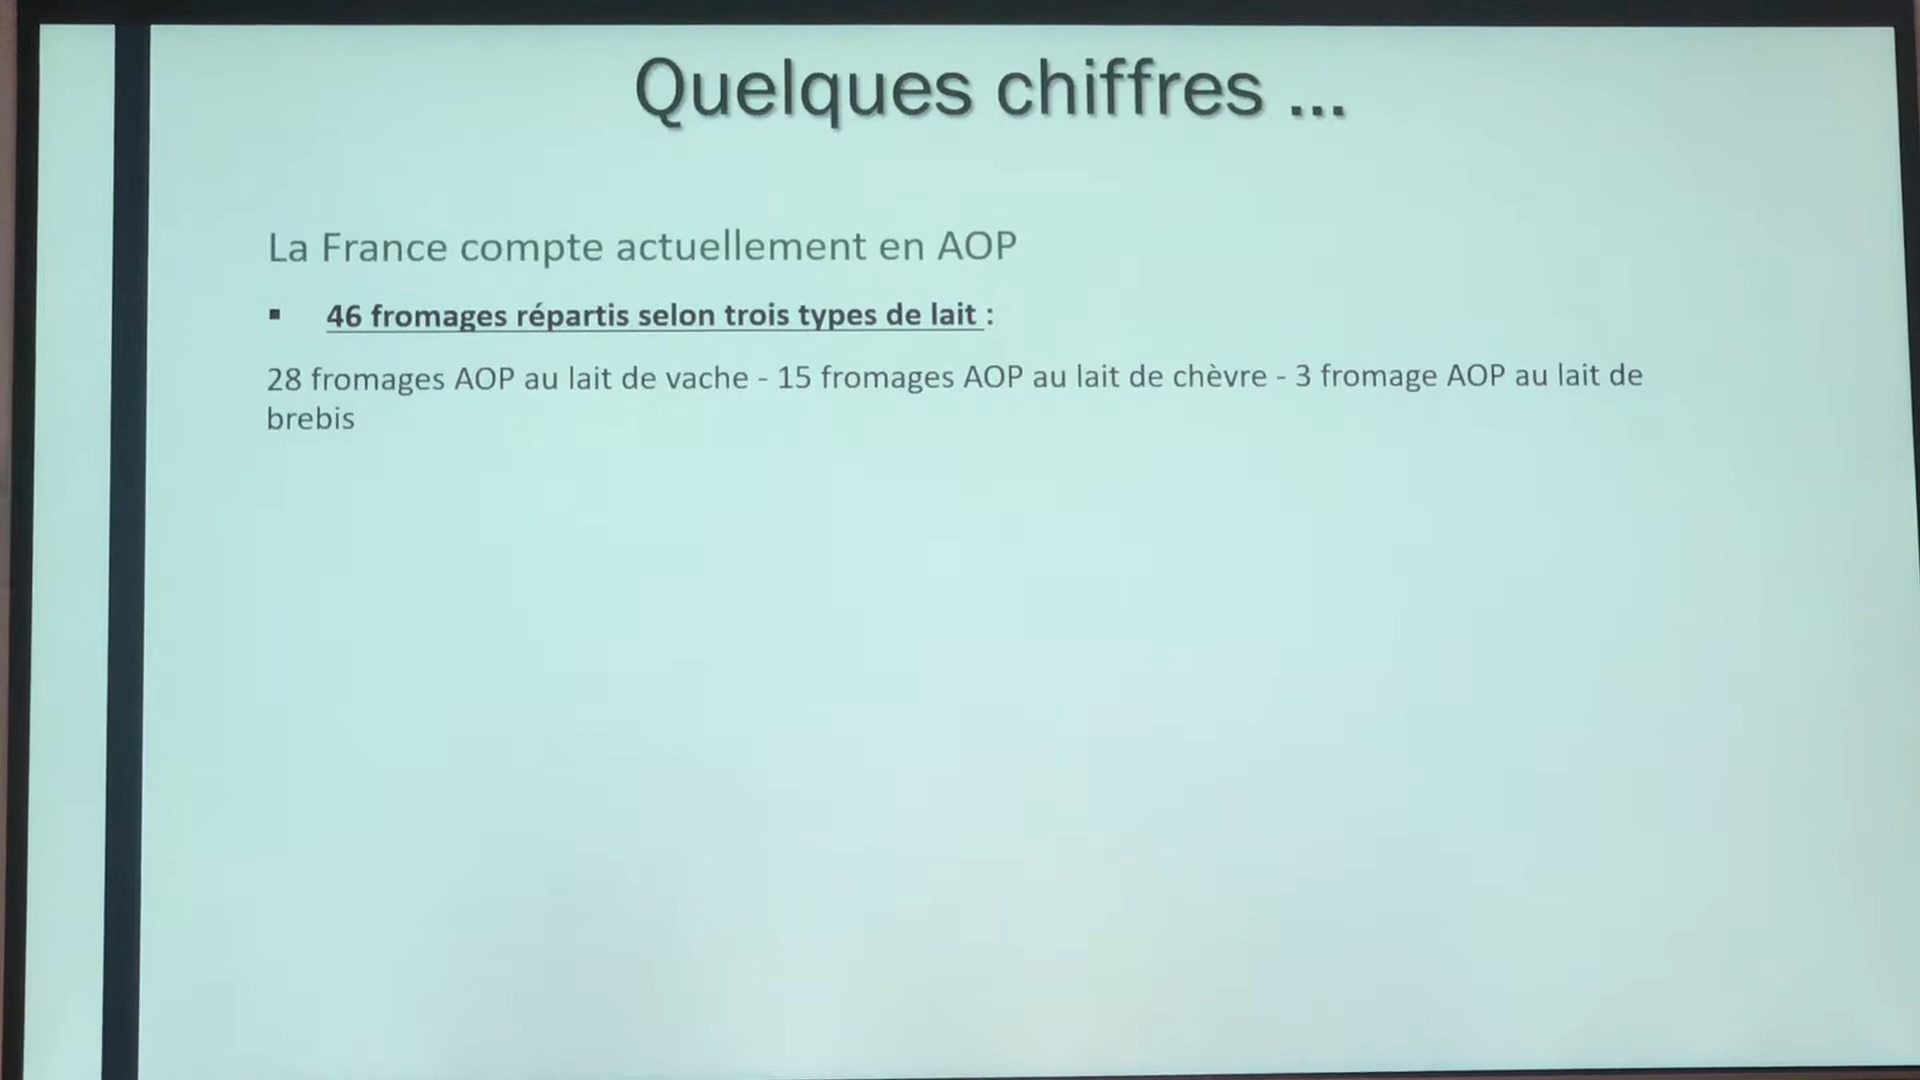 Quelques chiffres ...
La France compte actuellement en AOP
▪ 46 fromages répartis selon trois types de lait :
28 fromages AOP au lait de vache - 15 fromages AOP au lait de chèvre - 3 fromage AOP au lait de
brebis